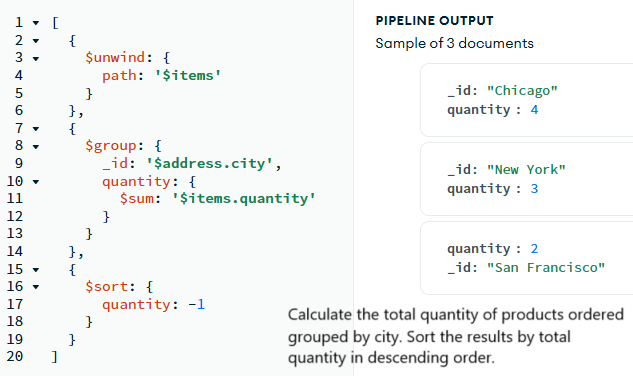 1 ▾ [
2 ▾   {
3 ▾     $unwind: {
4         path: '$items'
5       }
6     },
7 ▾   {
8 ▾     $group: {
9         _id: '$address.city',
10 ▾       quantity: {
11           $sum: '$items.quantity'
12         }
13       }
14     },
15 ▾   {
16 ▾     $sort: {
17         quantity: -1
18       }
19     }
20   ]
PIPELINE OUTPUT
Sample of 3 documents
_id: "Chicago"
quantity : 4
_id: "New York"
quantity : 3
quantity : 2
_id: "San Francisco"
Calculate the total quantity of products ordered
grouped by city. Sort the results by total
quantity in descending order.